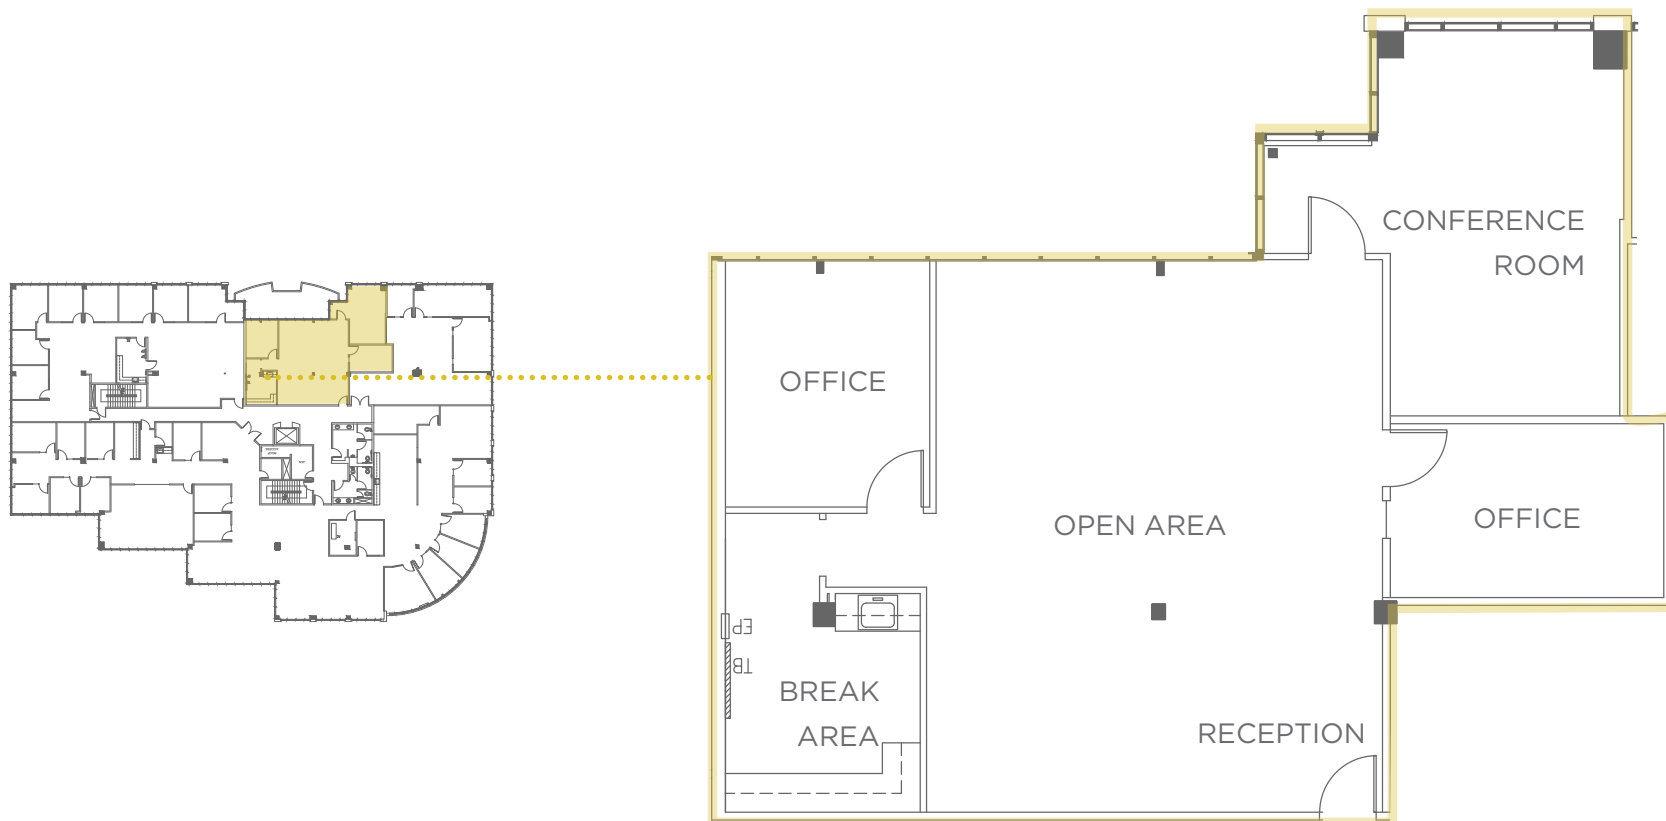 CONFERENCE
ROOM
OFFICE
OPEN AREA
OFFICE
EP
TB
BREAK
AREA
RECEPTION